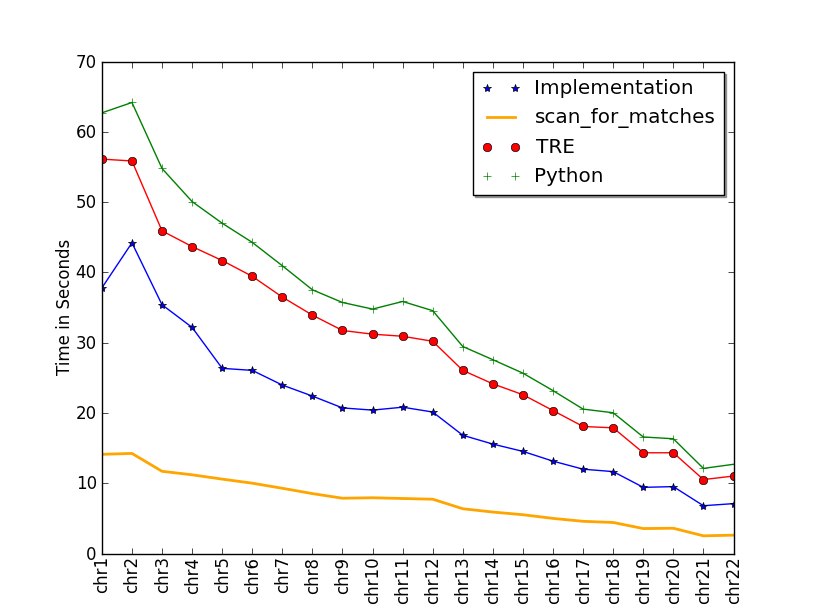 70
60
50
40
30
20
10
0
Time in Seconds
Implementation
scan_for_matches
TRE
Python
chr1
chr2
chr3
chr4
chr5
chr6
chr7
chr8
chr9
chr10
chr11
chr12
chr13
chr14
chr15
chr16
chr17
chr18
chr19
chr20
chr21
chr22